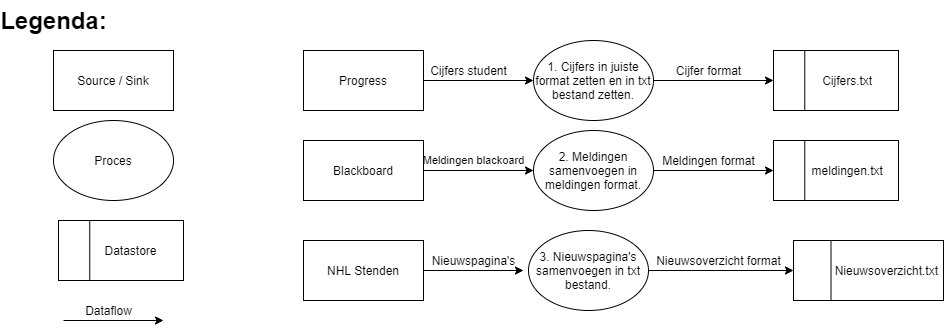 Legenda:
Source / Sink
Proces
Datastore
Dataflow
Progress
Cijfers student
1. Cijfers in juiste
format zetten en in txt
bestand zetten.
Cijfer format
Cijfers.txt
Blackboard
Meldingen blackoard
2. Meldingen
samenvoegen in
meldingen format.
Meldingen format
meldingen.txt
NHL Stenden
Nieuwspagina's
3. Nieuwspagina's
samenvoegen in txt
bestand.
Nieuwsoverzicht format
Nieuwsoverzicht.txt